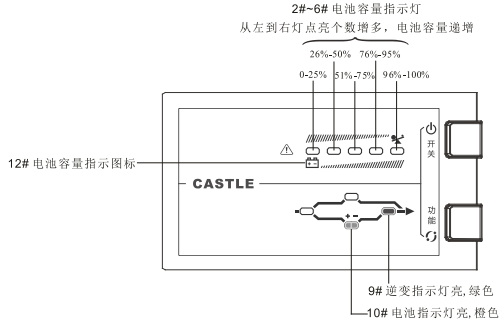 2#~6# 电池容量指示灯
从左到右灯点亮个数增多，电池容量递增
26%-50% 76%-95%
0-25% 51%-75% 96%-100%
开关
12# 电池容量指示图标
CASTLE
功能
9# 逆变指示灯亮, 绿色
10# 电池指示灯亮, 橙色